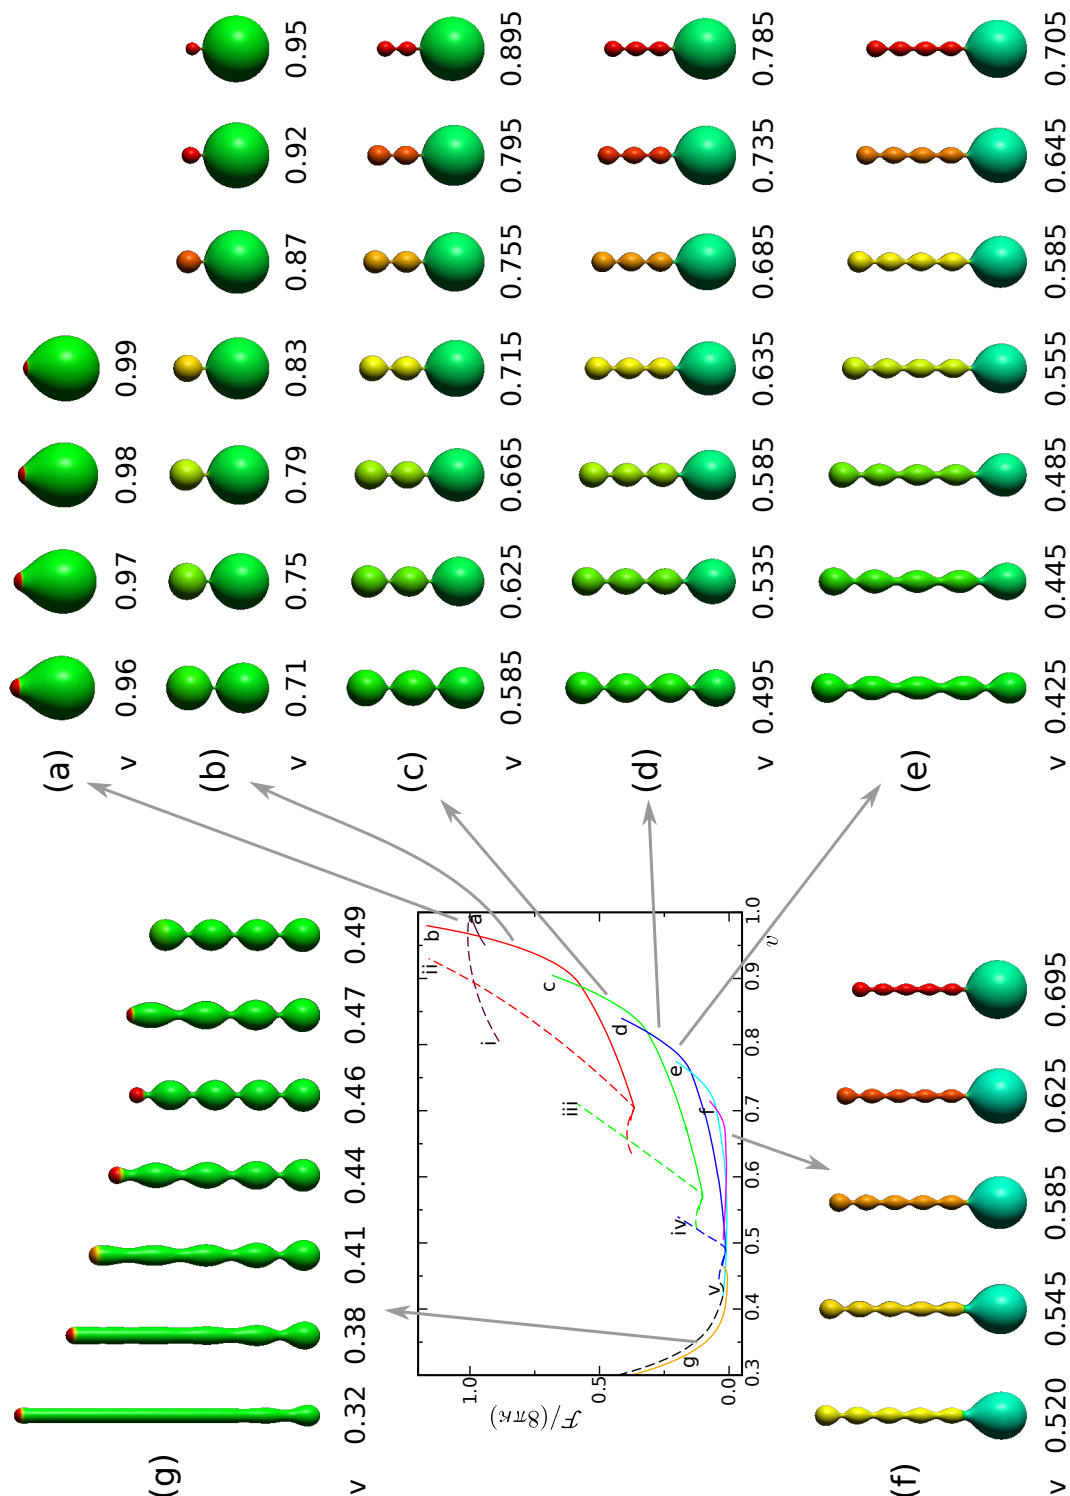 (a)
v 0.96 0.97 0.98 0.99
(b)
v 0.71 0.75 0.79 0.83 0.87 0.92 0.95
(c)
v 0.585 0.625 0.665 0.715 0.755 0.795 0.895
(d)
v 0.495 0.535 0.585 0.635 0.685 0.735 0.785
(e)
v 0.425 0.445 0.485 0.555 0.585 0.645 0.705
(g)
v 0.32 0.38 0.41 0.44 0.46 0.47 0.49
ℱ/(8πκ)
1.0
0.5
0.0
0.3 0.4 0.5 0.6 0.7 0.8 0.9 1.0
v
g
v
iv
iii
i
ii
b
a
c
d
e
f
(f)
v 0.520 0.545 0.585 0.625 0.695